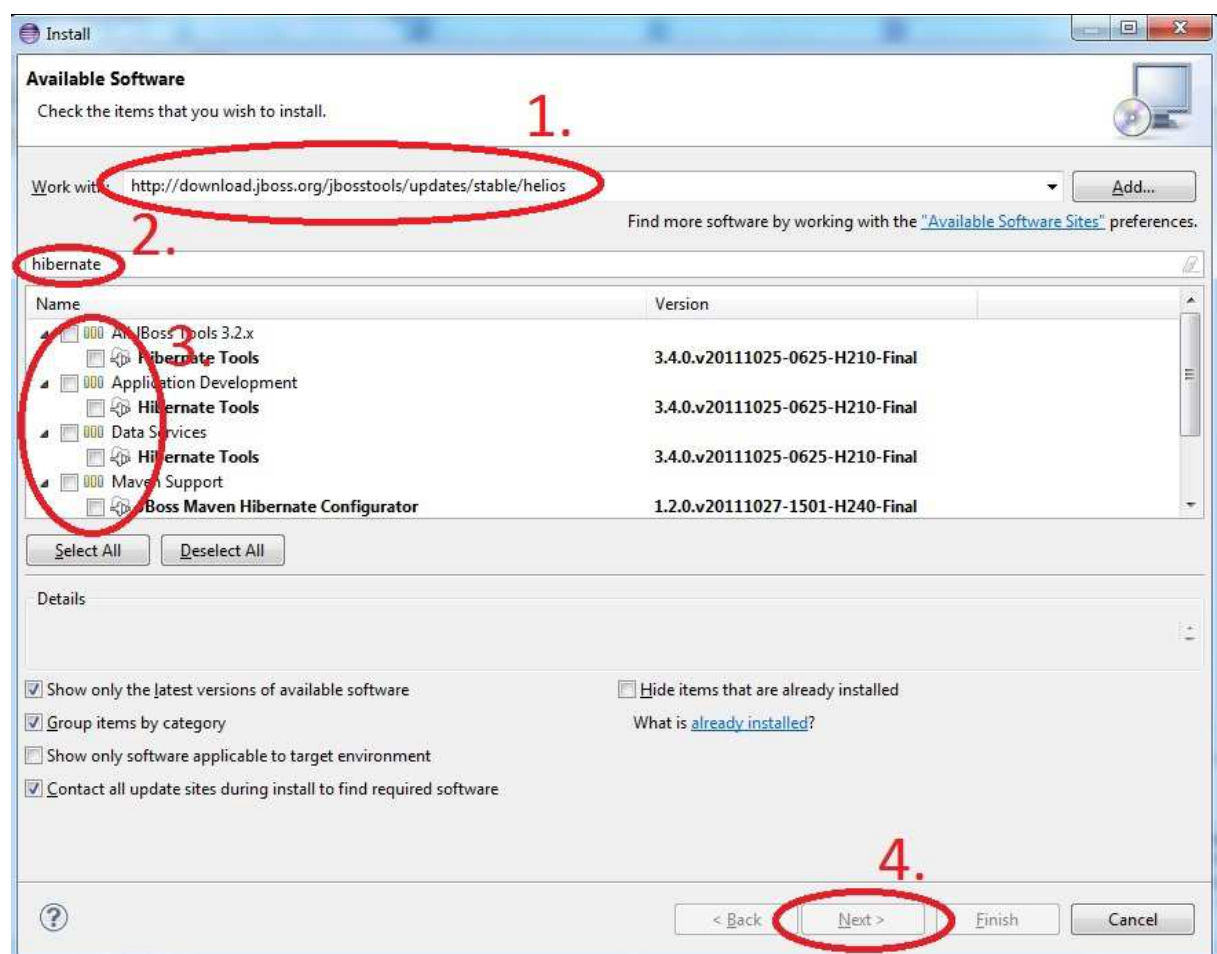 Install
Available Software
Check the items that you wish to install.
1.
Work with: http://download.jboss.org/jbosstools/updates/stable/helios Add...
Find more software by working with the "Available Software Sites" preferences.
2.
hibernate
Name Version
All JBoss Tools 3.2.x
3.
Hibernate Tools 3.4.0.v20111025-0625-H210-Final
Application Development
Hibernate Tools 3.4.0.v20111025-0625-H210-Final
Data Services
Hibernate Tools 3.4.0.v20111025-0625-H210-Final
Maven Support
JBoss Maven Hibernate Configurator 1.2.0.v20111027-1501-H240-Final
Select All Deselect All
Details
Show only the latest versions of available software Hide items that are already installed
Group items by category What is already installed?
Show only software applicable to target environment
Contact all update sites during install to find required software
4.
? < Back Next > Finish Cancel